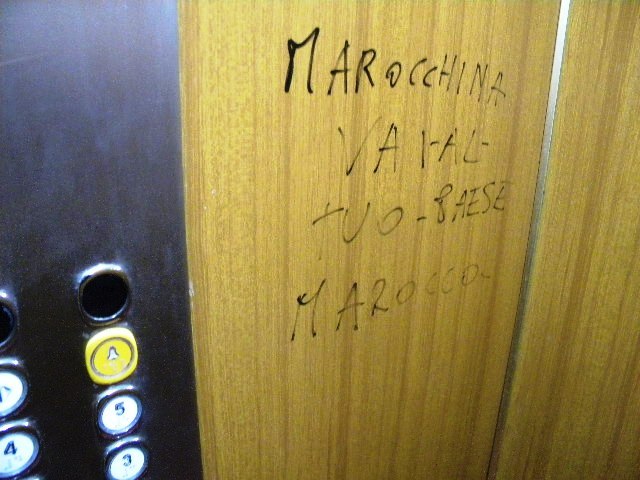 MAROCCHINA
VA AL
TUO PAESE
MAROCCO
5
4
3